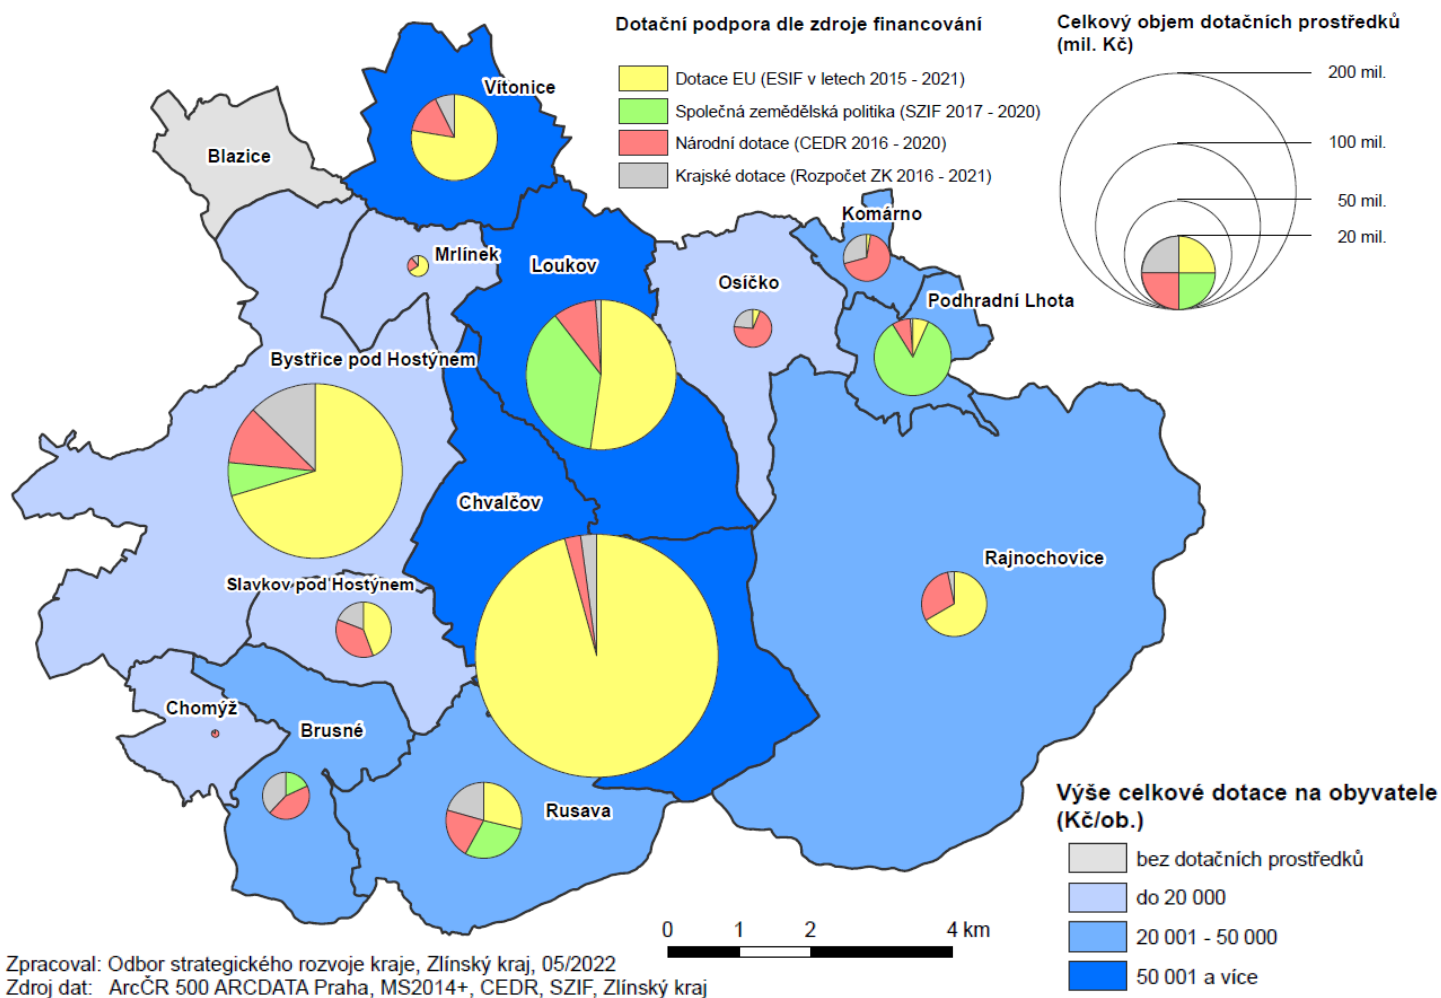 Dotační podpora dle zdroje financování
Dotace EU (ESIF v letech 2015 - 2021)
Společná zemědělská politika (SZIF 2017 - 2020)
Národní dotace (CEDR 2016 - 2020)
Krajské dotace (Rozpočet ZK 2016 - 2021)
Celkový objem dotačních prostředků
(mil. Kč)
200 mil.
100 mil.
50 mil.
20 mil.
Vítonice
Blazice
Komárno
Mrlínek
Loukov
Osíčko
Podhradní Lhota
Bystřice pod Hostýnem
Chvalčov
Rajnochovice
Slavkov pod Hostýnem
Chomýž
Brusné
Rusava
Výše celkové dotace na obyvatele
(Kč/ob.)
bez dotačních prostředků
do 20 000
20 001 - 50 000
50 001 a více
0 1 2 4 km
Zpracoval: Odbor strategického rozvoje kraje, Zlínský kraj, 05/2022
Zdroj dat: ArcČR 500 ARCDATA Praha, MS2014+, CEDR, SZIF, Zlínský kraj